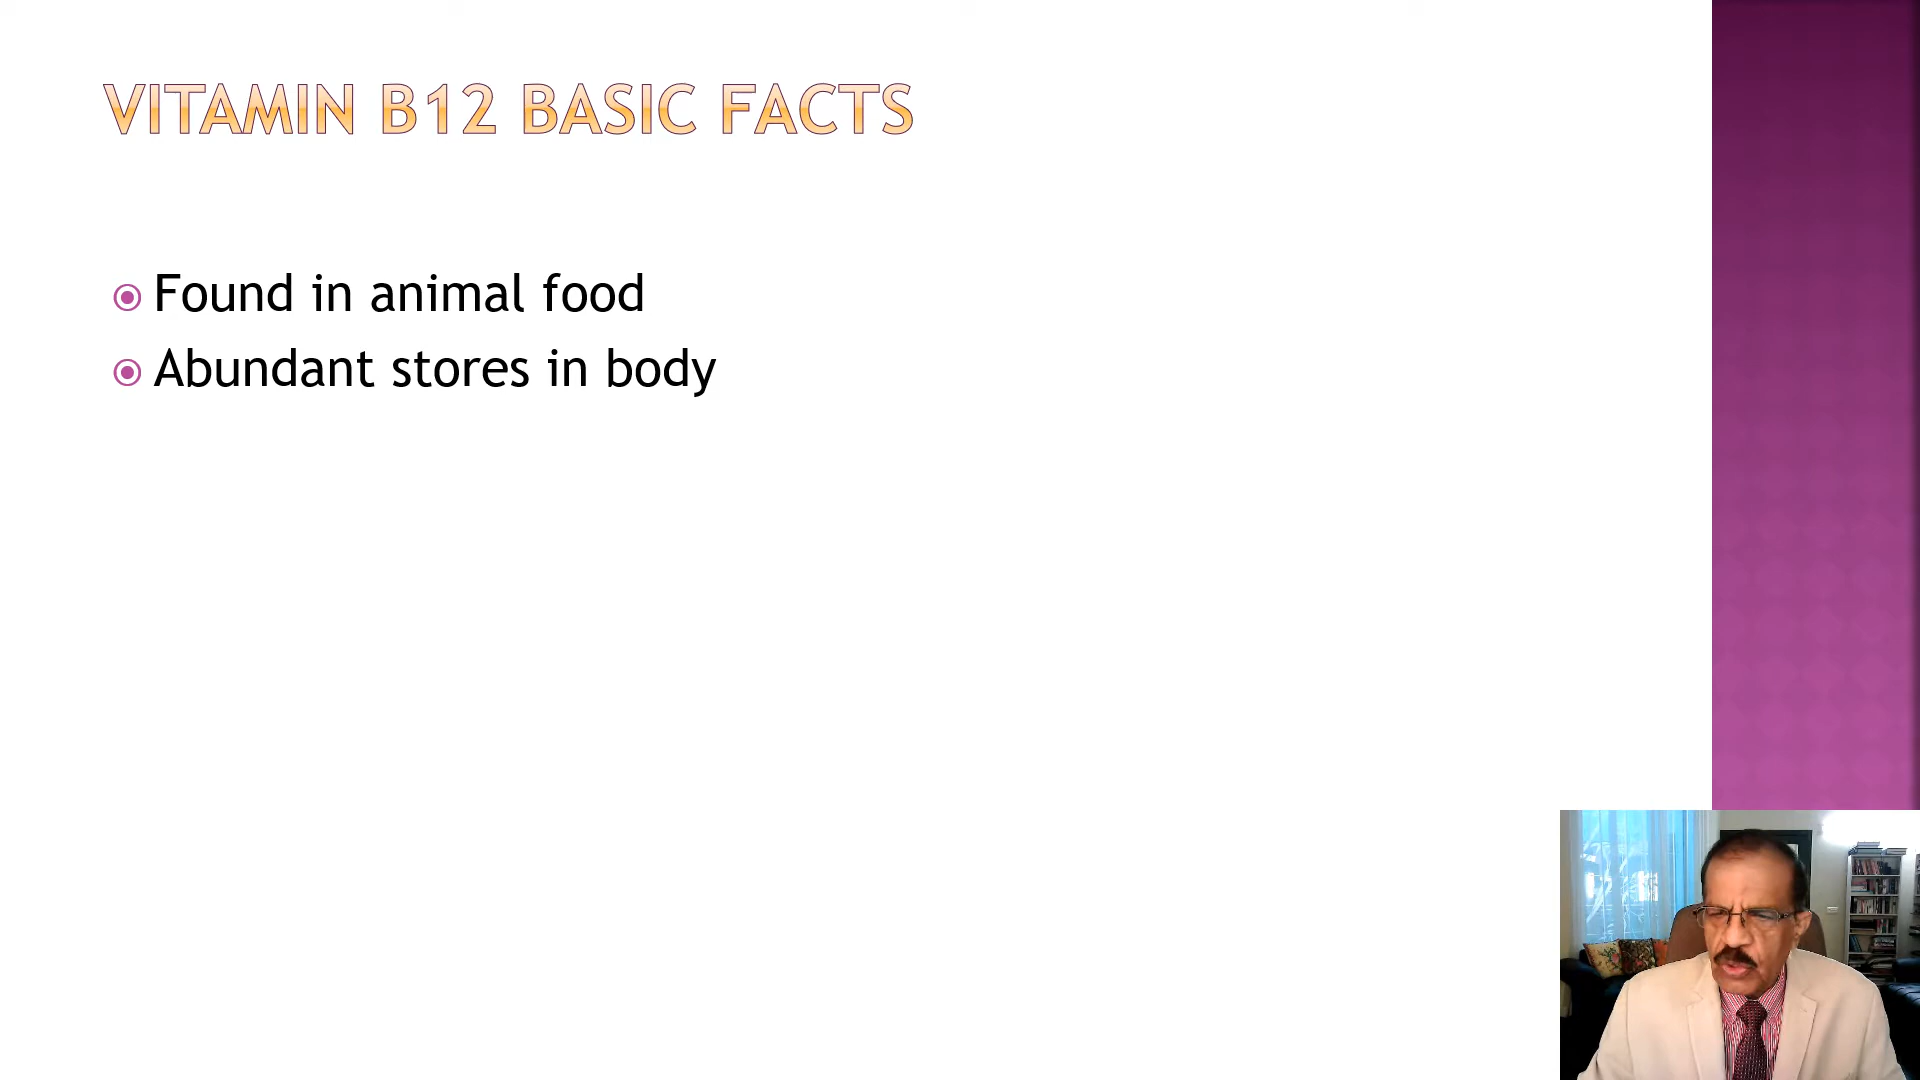 VITAMIN B12 BASIC FACTS
Found in animal food
Abundant stores in body